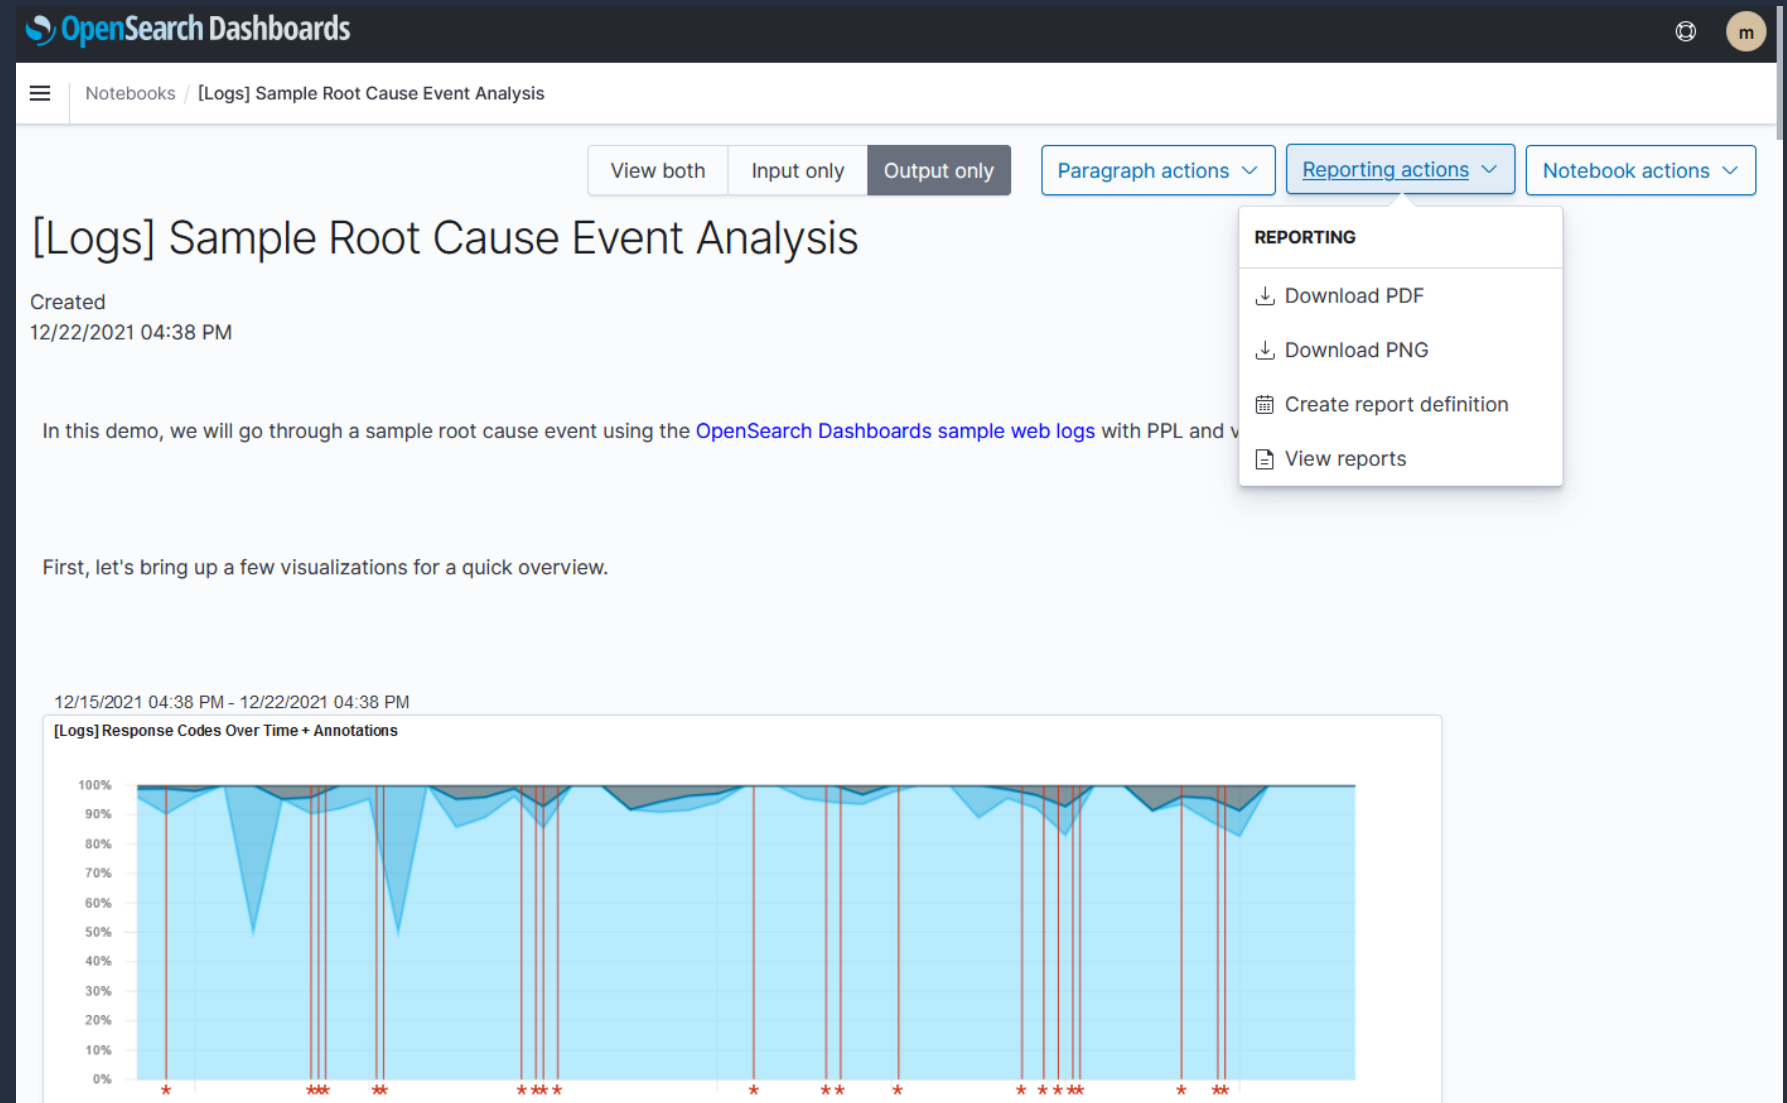 OpenSearch Dashboards
m
Notebooks / [Logs] Sample Root Cause Event Analysis
View both Input only Output only Paragraph actions Reporting actions Notebook actions
[Logs] Sample Root Cause Event Analysis
REPORTING
Download PDF
Download PNG
Create report definition
View reports
Created
12/22/2021 04:38 PM
In this demo, we will go through a sample root cause event using the OpenSearch Dashboards sample web logs with PPL and
First, let's bring up a few visualizations for a quick overview.
12/15/2021 04:38 PM - 12/22/2021 04:38 PM
[Logs] Response Codes Over Time + Annotations
100%
90%
80%
70%
60%
50%
40%
30%
20%
10%
0%